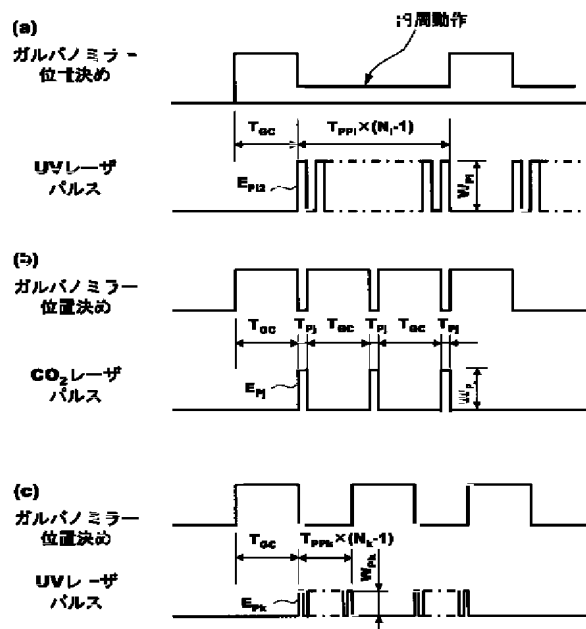 (a)
円周動作
ガルバノミラー
位置決め
T_GC T_PPi×(N_i-1)
UVレーザ
パルス
E_Pi2
W_Pi
(b)
ガルバノミラー
位置決め
T_GC T_Pj T_GC T_Pj T_GC T_Pj
CO₂レーザ
パルス
E_Pj
(c)
ガルバノミラー
位置決め
T_GC T_PPk×(N_k-1)
UVレーザ
パルス
E_Pk
W_Pk